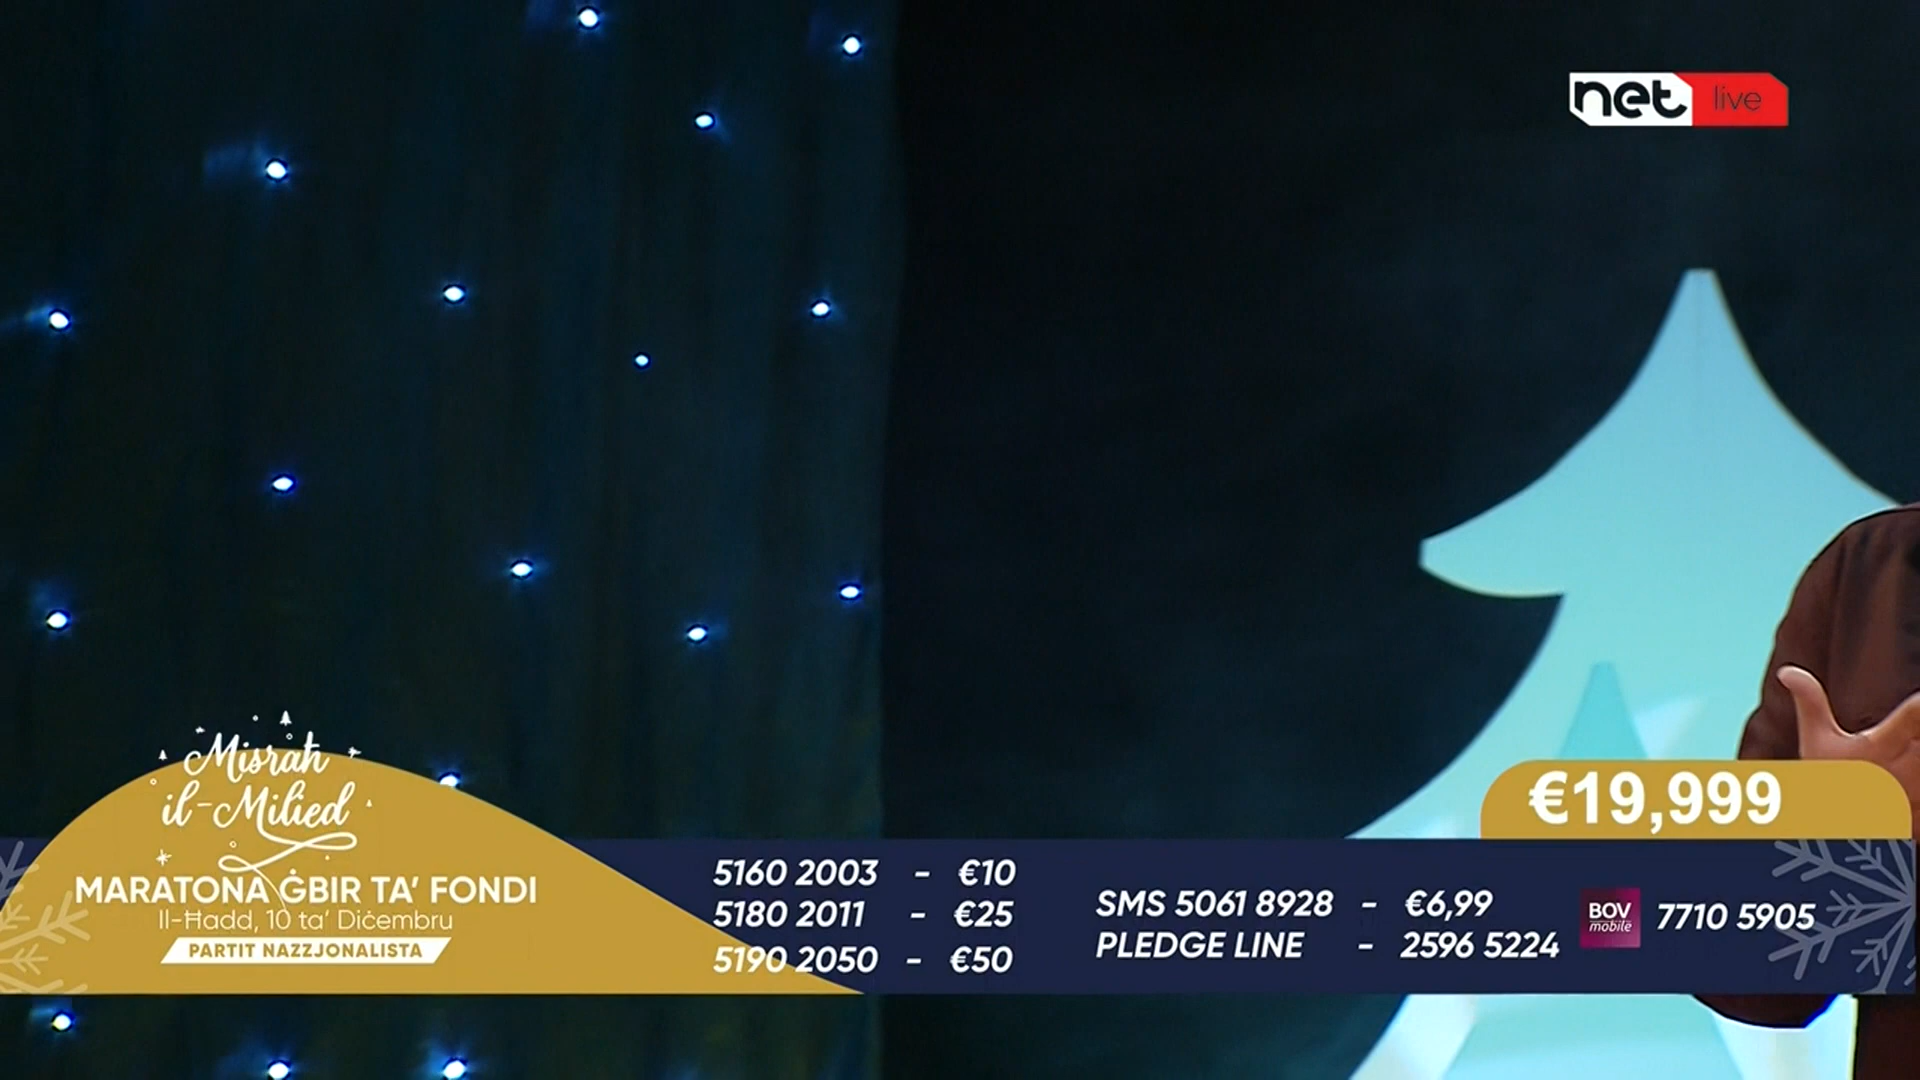 net live
Misraħ
il-Milied
MARATONA ĠBIR TA' FONDI
Il-Ħadd, 10 ta' Diċembru
PARTIT NAZZJONALISTA
5160 2003 - €10
5180 2011 - €25
5190 2050 - €50
SMS 5061 8928 - €6,99
PLEDGE LINE - 2596 5224
BOV
mobile
7710 5905
€19,999